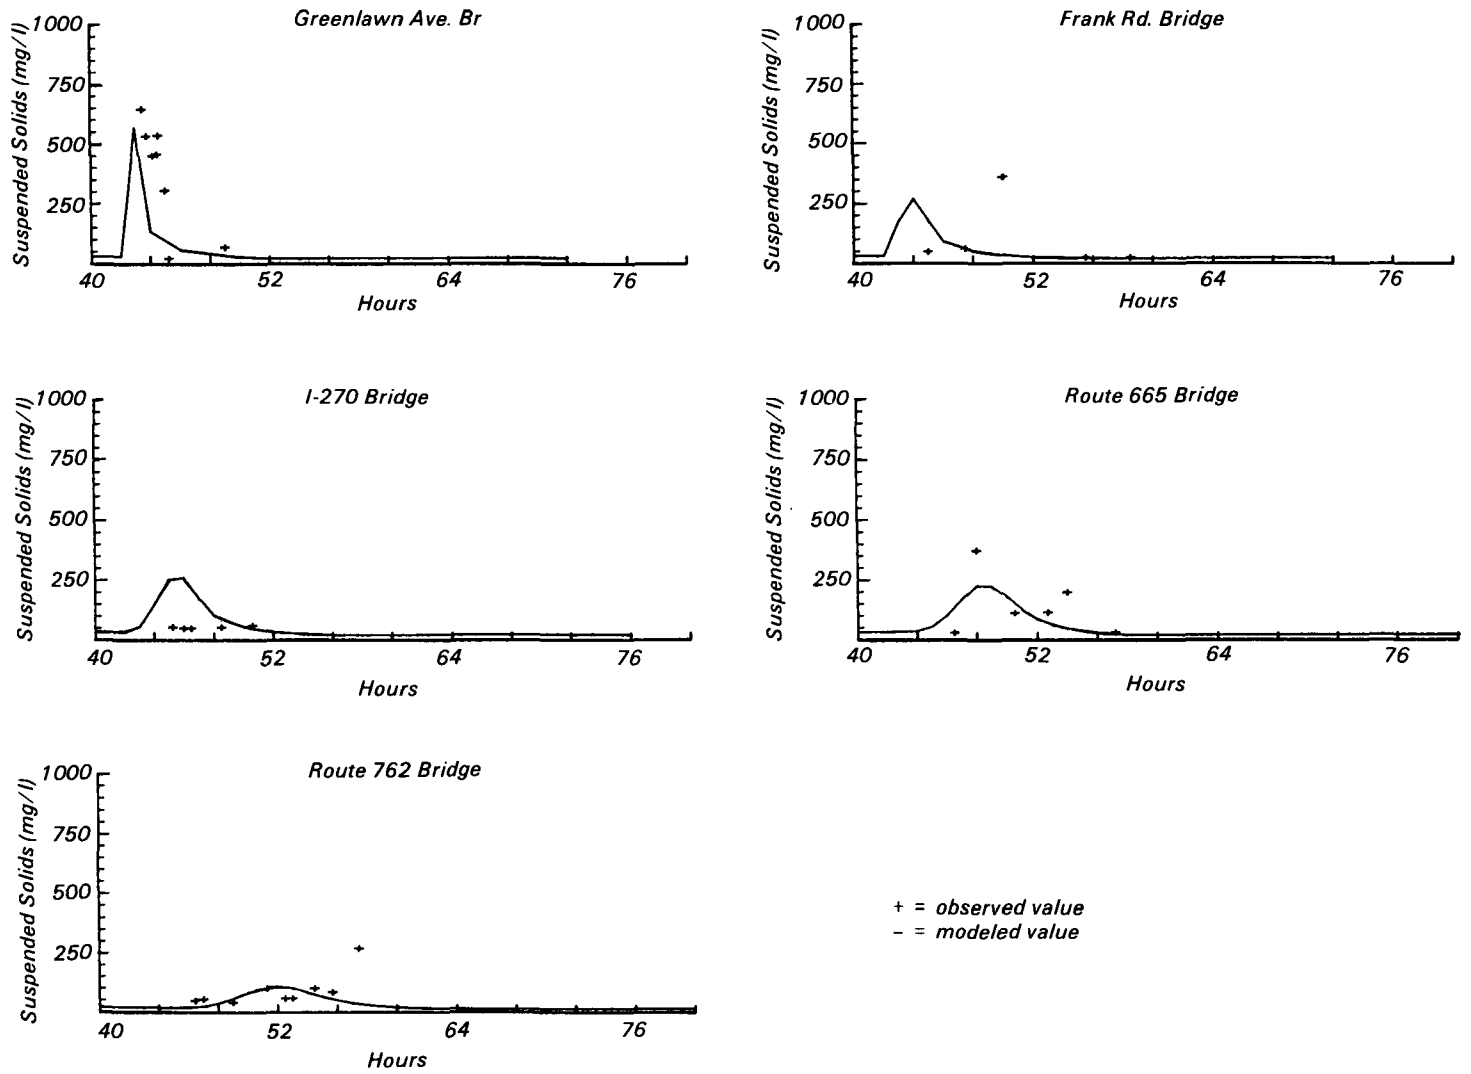 Greenlawn Ave. Br
Suspended Solids (mg/l)
1000
750
500
250
40 52 64 76
Hours
Frank Rd. Bridge
Suspended Solids (mg/l)
1000
750
500
250
40 52 64 76
Hours
I-270 Bridge
Suspended Solids (mg/l)
1000
750
500
250
40 52 64 76
Hours
Route 665 Bridge
Suspended Solids (mg/l)
1000
750
500
250
40 52 64 76
Hours
Route 762 Bridge
Suspended Solids (mg/l)
1000
750
500
250
40 52 64 76
Hours
+ = observed value
– = modeled value